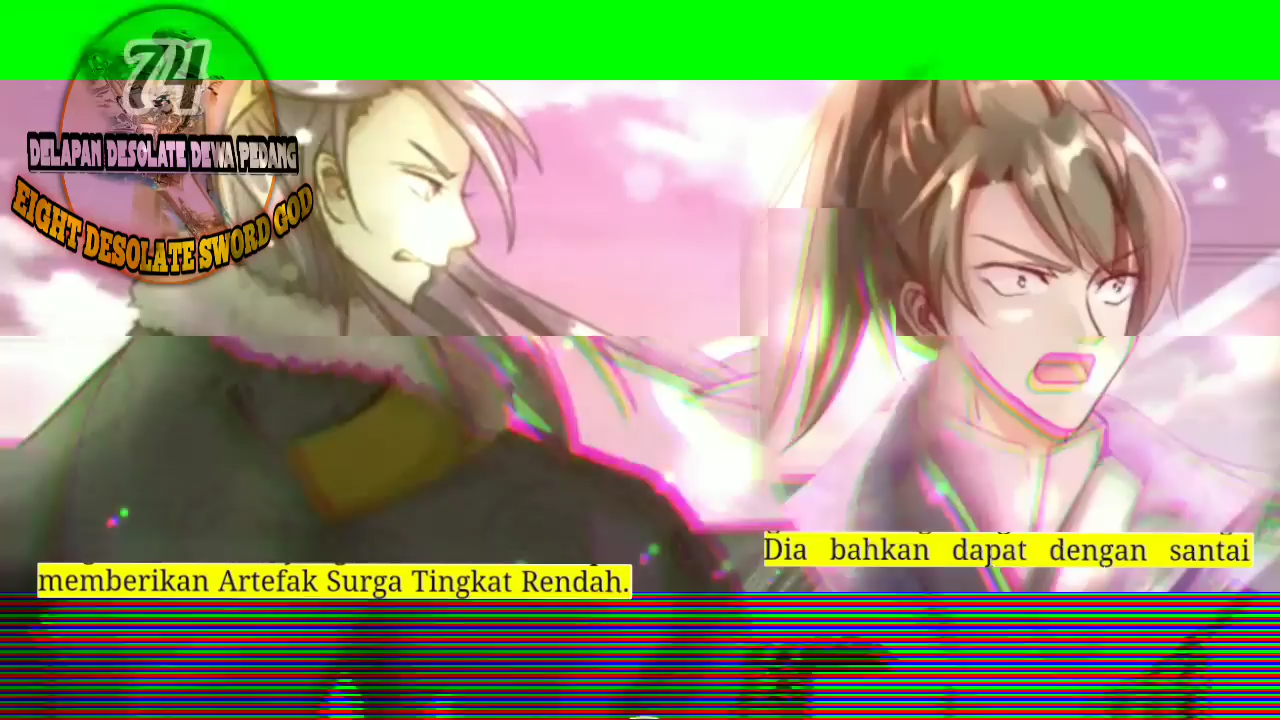 74
DELAPAN DESOLATE DEWA PEDANG
EIGHT DESOLATE SWORD GOD
Dia bahkan dapat dengan santai
memberikan Artefak Surga Tingkat Rendah.